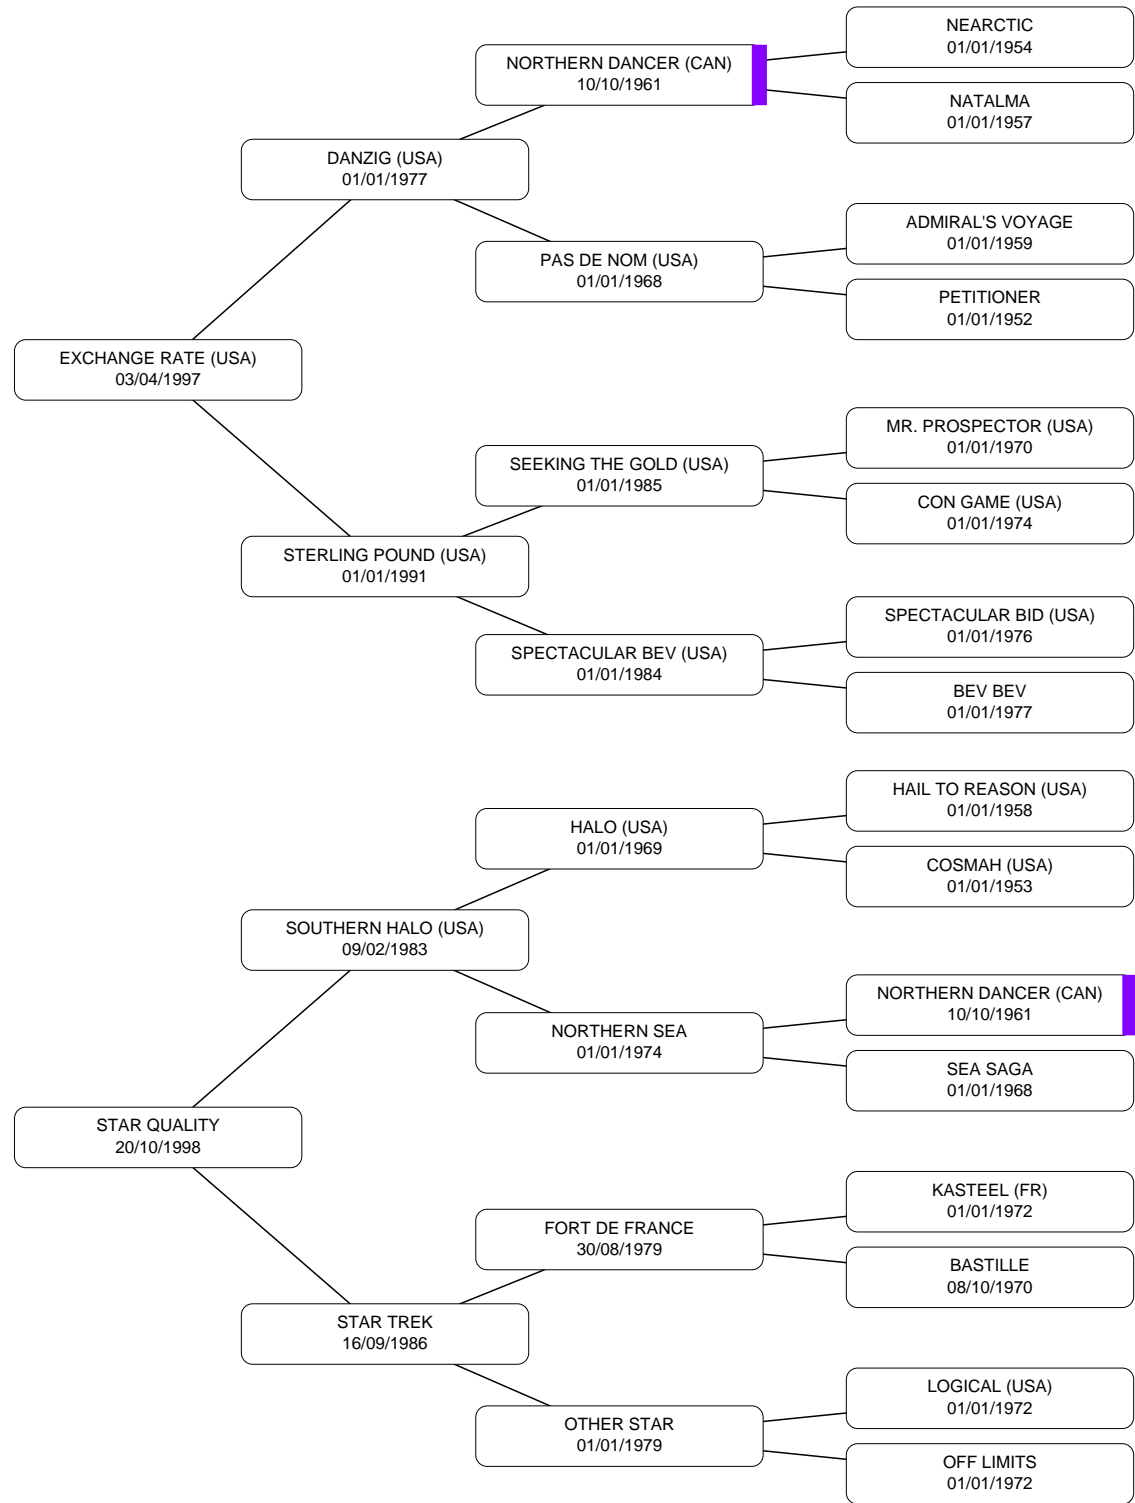 NEARCTIC
01/01/1954
NORTHERN DANCER (CAN)
10/10/1961
NATALMA
01/01/1957
DANZIG (USA)
01/01/1977
ADMIRAL'S VOYAGE
01/01/1959
PAS DE NOM (USA)
01/01/1968
PETITIONER
01/01/1952
EXCHANGE RATE (USA)
03/04/1997
MR. PROSPECTOR (USA)
01/01/1970
SEEKING THE GOLD (USA)
01/01/1985
CON GAME (USA)
01/01/1974
STERLING POUND (USA)
01/01/1991
SPECTACULAR BID (USA)
01/01/1976
SPECTACULAR BEV (USA)
01/01/1984
BEV BEV
01/01/1977
HAIL TO REASON (USA)
01/01/1958
HALO (USA)
01/01/1969
COSMAH (USA)
01/01/1953
SOUTHERN HALO (USA)
09/02/1983
NORTHERN DANCER (CAN)
10/10/1961
NORTHERN SEA
01/01/1974
SEA SAGA
01/01/1968
STAR QUALITY
20/10/1998
KASTEEL (FR)
01/01/1972
FORT DE FRANCE
30/08/1979
BASTILLE
08/10/1970
STAR TREK
16/09/1986
LOGICAL (USA)
01/01/1972
OTHER STAR
01/01/1979
OFF LIMITS
01/01/1972